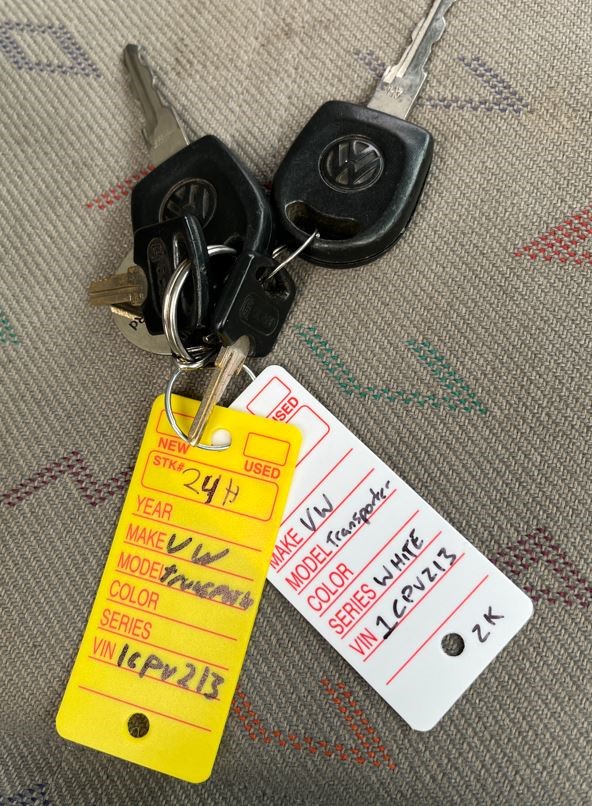 NEW
USED
STK# 24H
YEAR
MAKE VW
MODEL
COLOR
SERIES
VIN 1CPV213
USED
MAKE VW
MODEL Transporter
COLOR
SERIES WHITE
VIN 1CPV213
2K